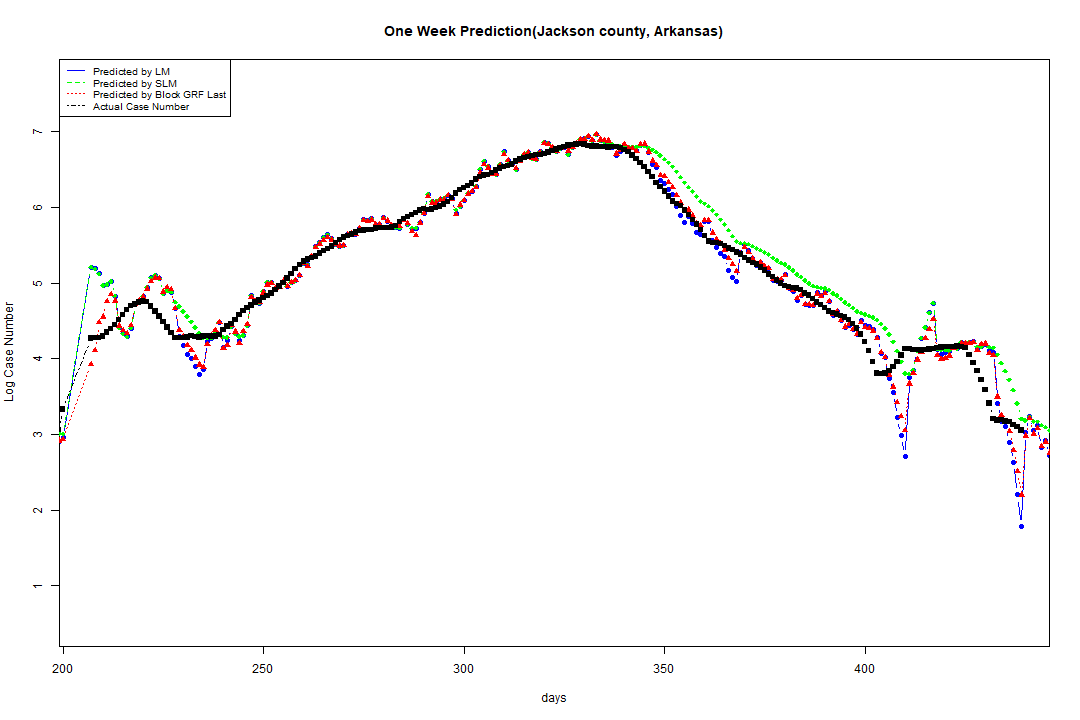 One Week Prediction(Jackson county, Arkansas)
Predicted by LM
Predicted by SLM
Predicted by Block GRF Last
Actual Case Number
7
6
5
4
3
2
1
Log Case Number
200 250 300 350 400
days